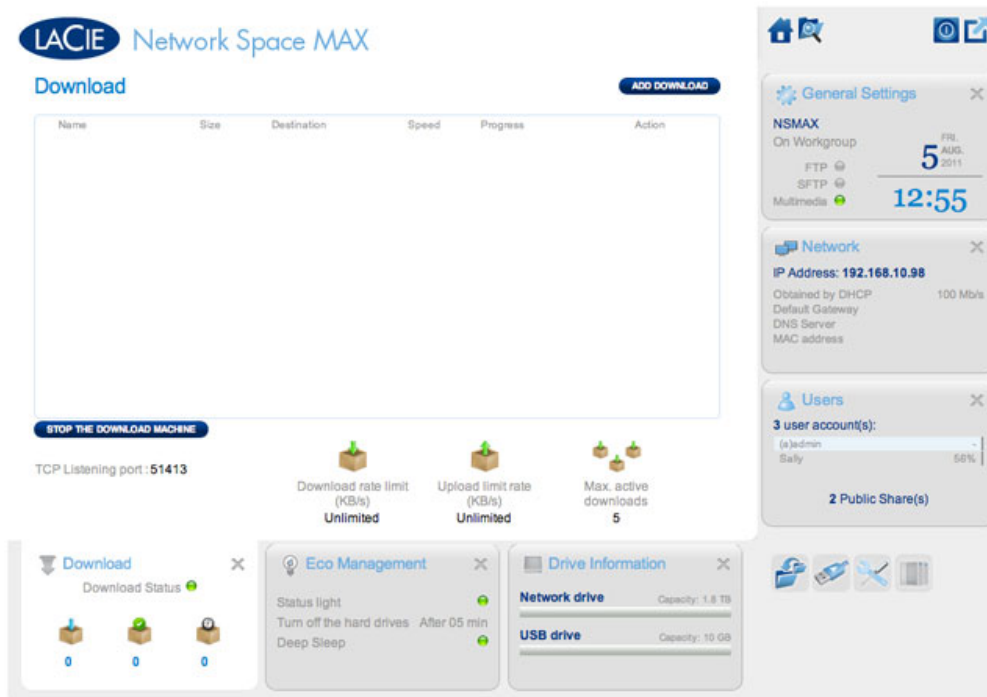 LACIE Network Space MAX
Download
ADD DOWNLOAD
Name Size Destination Speed Progress Action
STOP THE DOWNLOAD MACHINE
TCP Listening port : 51413
Download rate limit
(KB/s)
Unlimited
Upload limit rate
(KB/s)
Unlimited
Max. active
downloads
5
General Settings
NSMAX
On Workgroup
FTP
SFTP
Multimedia
FRI.
5 AUG.
2011
12:55
Network
IP Address: 192.168.10.98
Obtained by DHCP 100 Mb/s
Default Gateway
DNS Server
MAC address
Users
3 user account(s):
(a)admin -
Sally 56%
2 Public Share(s)
Download
Download Status
0 0 0
Eco Management
Status light
Turn off the hard drives After 05 min
Deep Sleep
Drive Information
Network drive Capacity: 1.8 TB
USB drive Capacity: 10 GB